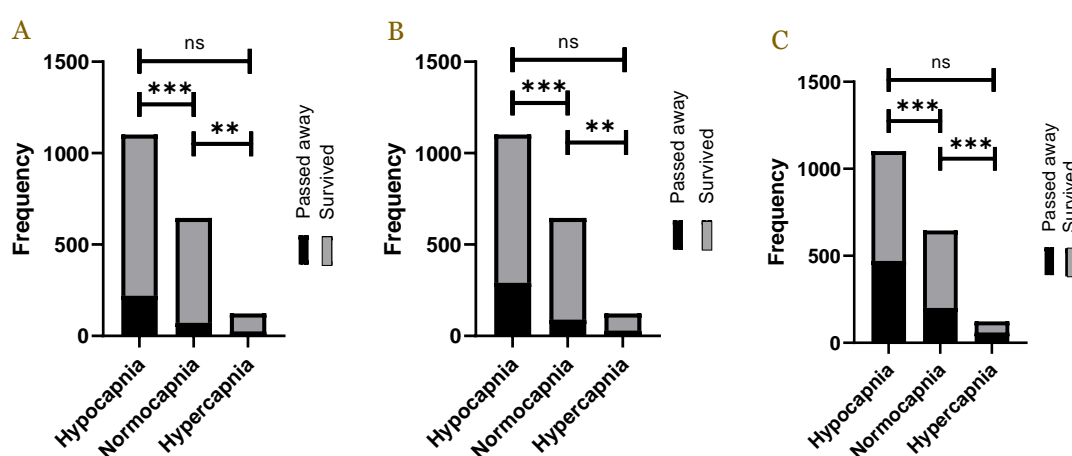 A
ns
1500
***
**
1000
Frequency
500
0
Hypocapnia
Normocapnia
Hypercapnia
Passed away
Survived
B
ns
1500
***
**
1000
Frequency
500
0
Hypocapnia
Normocapnia
Hypercapnia
Passed away
Survived
C
ns
1500
***
***
1000
Frequency
500
0
Hypocapnia
Normocapnia
Hypercapnia
Passed away
Survived